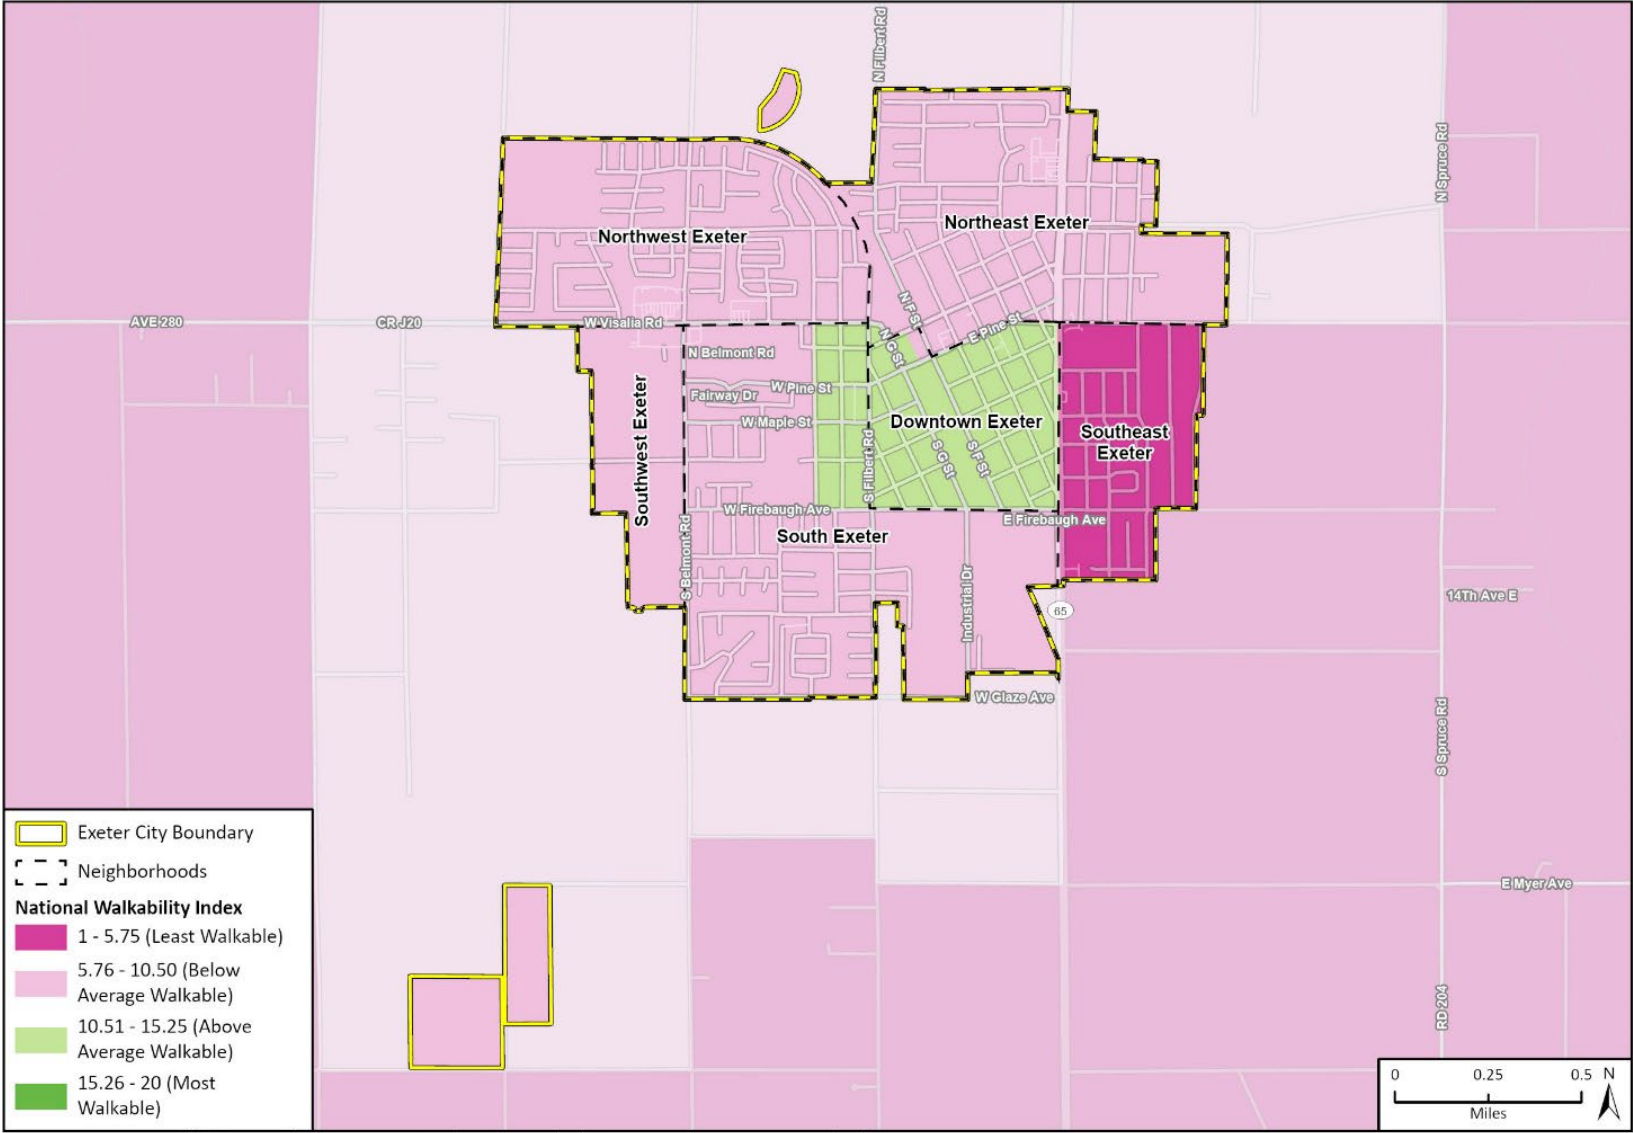 N Filbert Rd
N Spruce Rd
Northeast Exeter
Northwest Exeter
AVE 280
CR J20
W Visalia Rd
N F St
E Pine St
N G St
N Belmont Rd
W Pine St
Fairway Dr
W Maple St
Downtown Exeter
Southeast
Exeter
Southwest Exeter
S Filbert Rd
S G St
S F St
W Firebaugh Ave
E Firebaugh Ave
South Exeter
S Belmont Rd
Industrial Dr
65
14Th Ave E
W Glaze Ave
S Spruce Rd
E Myer Ave
RD 204
Exeter City Boundary
Neighborhoods
National Walkability Index
1 - 5.75 (Least Walkable)
5.76 - 10.50 (Below
Average Walkable)
10.51 - 15.25 (Above
Average Walkable)
15.26 - 20 (Most
Walkable)
0 0.25 0.5 N
Miles